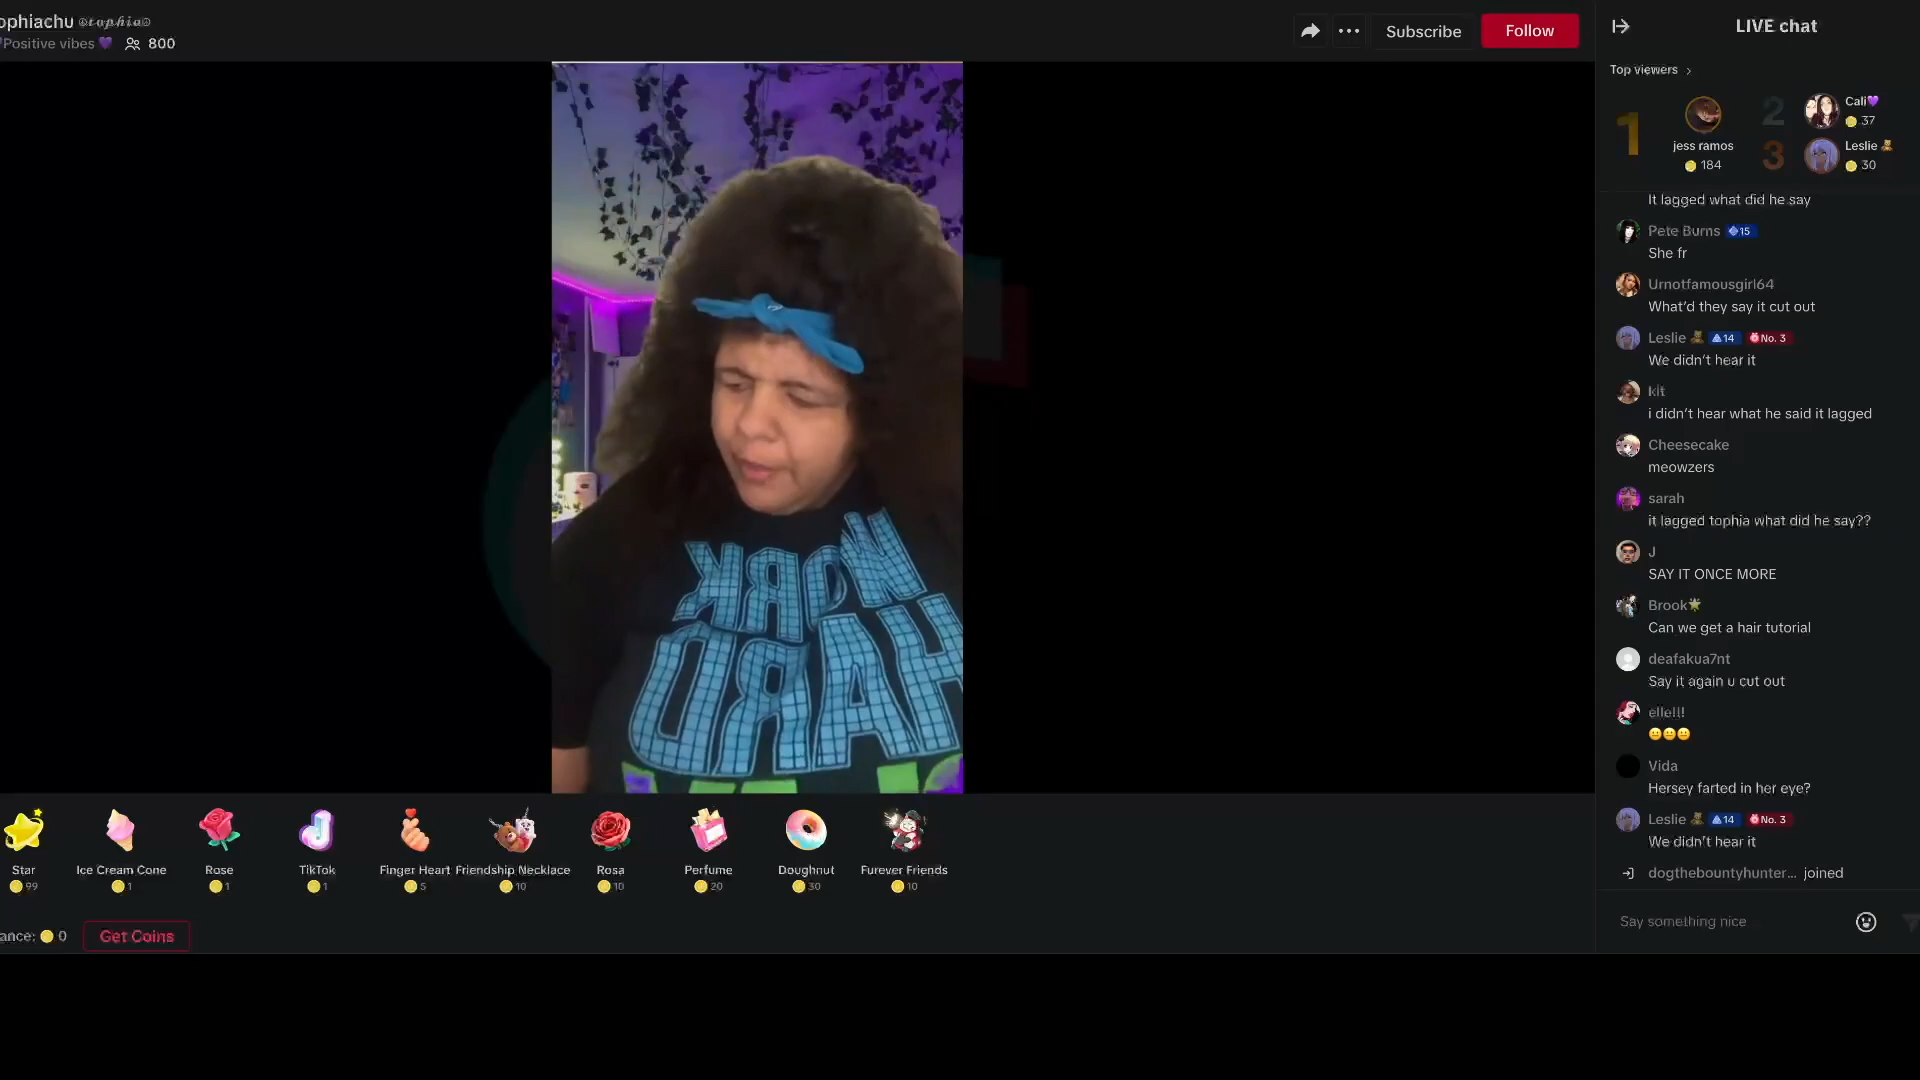 ophiachu ☮𝓽𝓸𝓹𝓱𝓲𝓪☮
Positive vibes 💜 800
Subscribe
Follow
LIVE chat
Top viewers >
1
jess ramos
184
2
Cali💜
37
3
Leslie 🧸
30
It lagged what did he say
Pete Burns 15
She fr
Urnotfamousgirl64
What'd they say it cut out
Leslie 🧸 14 No. 3
We didn't hear it
kit
i didn't hear what he said it lagged
Cheesecake
meowzers
sarah
it lagged tophia what did he say??
J
SAY IT ONCE MORE
Brook
Can we get a hair tutorial
deafakua7nt
Say it again u cut out
elle!!!
😐😐😐
Vida
Hersey farted in her eye?
Leslie 🧸 14 No. 3
We didn't hear it
dogthebountyhunter... joined
Say something nice
WORK
HARD
Star
99
Ice Cream Cone
1
Rose
1
TikTok
1
Finger Heart
5
Friendship Necklace
10
Rosa
10
Perfume
20
Doughnut
30
Furever Friends
10
ance: 0
Get Coins